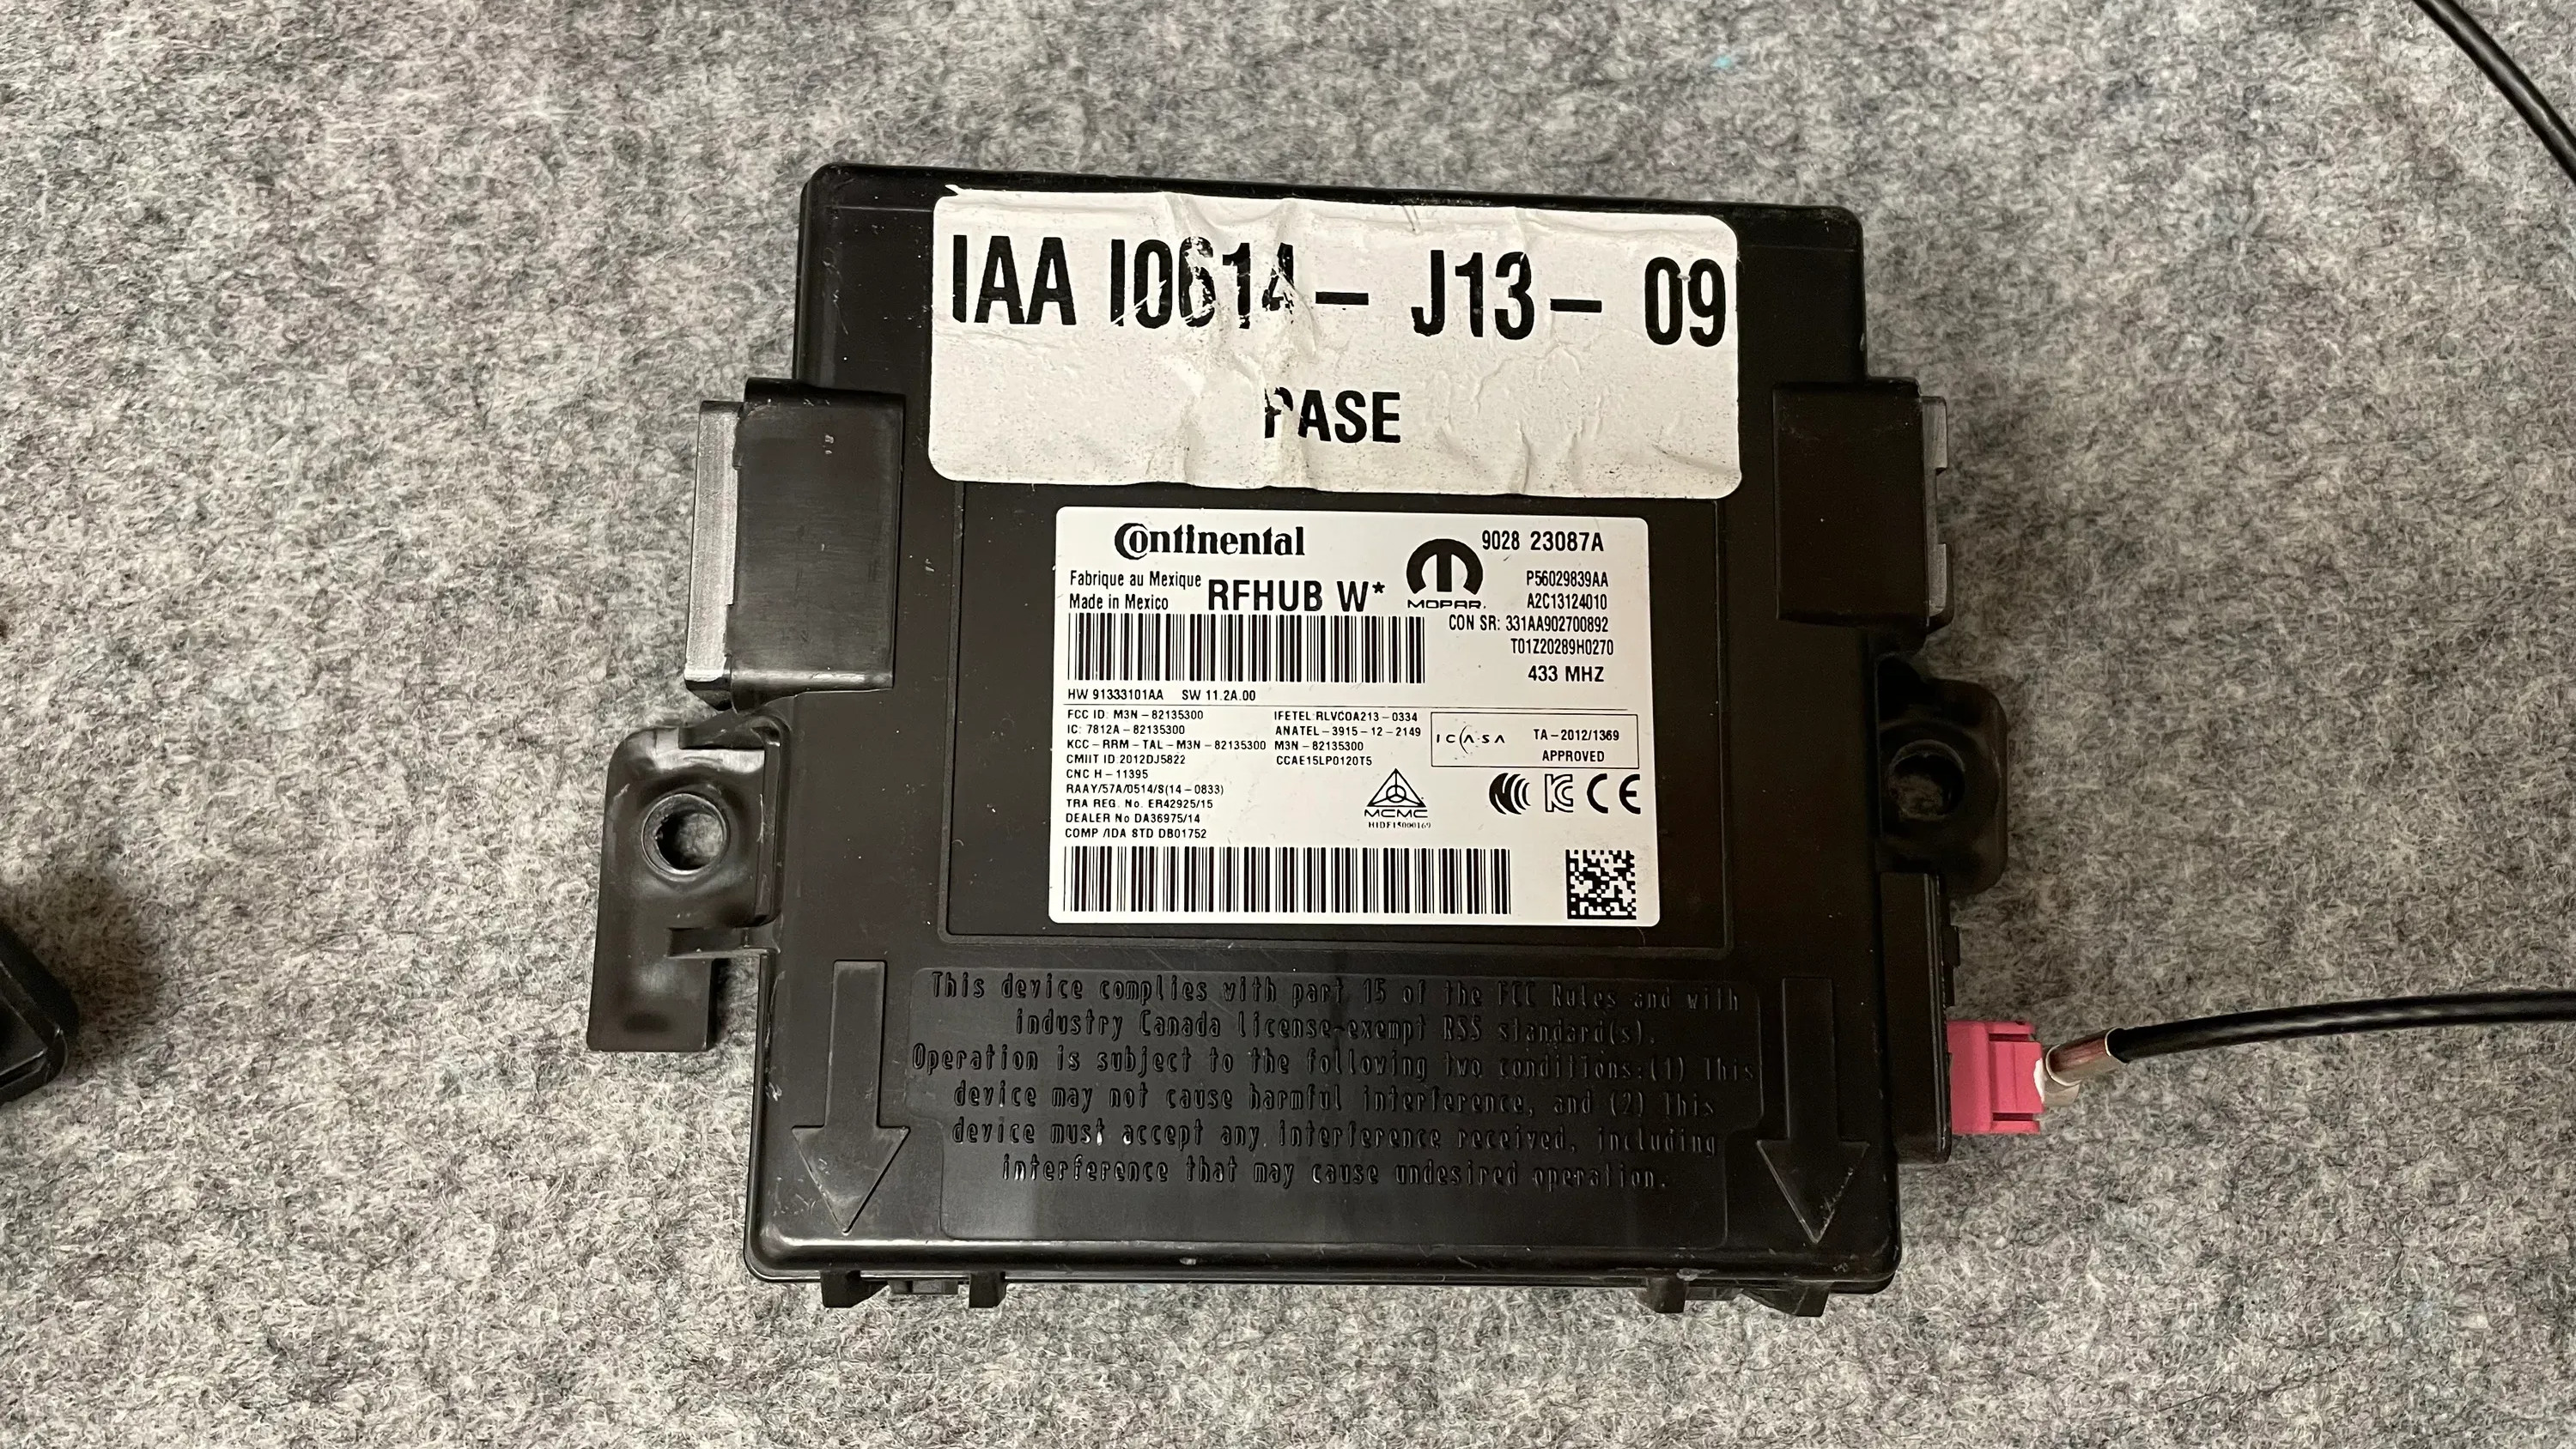 IAA I0614- J13- 09
PASE
Continental
Fabrique au Mexique
Made in Mexico
RFHUB W*
MOPAR.
9028 23087A
P56029839AA
A2C13124010
CON SR: 331AA902700892
T01Z20289H0270
433 MHZ
HW 91333101AA SW 11.2A.00
FCC ID: M3N-82135300
IC: 7812A-82135300
KCC-RRM-TAL-M3N-82135300
CMIIT ID:2012DJ5822
CNC H-11395
RAAY/57A/0514/S(14-0833)
TRA REG. No. ER42925/15
DEALER No DA36975/14
COMP /IDA STD DB01752
IFETEL:RLVCOA213-0334
ANATEL-3915-12-2149
M3N-82135300
CCAE15LP0120T5
ICASA
TA-2012/1369
APPROVED
MCMC
HIDF15000169
CE
This device complies with part 15 of the FCC Rules and with
industry Canada license-exempt RSS standard(s).
Operation is subject to the following two conditions:(1) This
device may not cause harmful interference, and (2) This
device must accept any interference received, including
interference that may cause undesired operation.